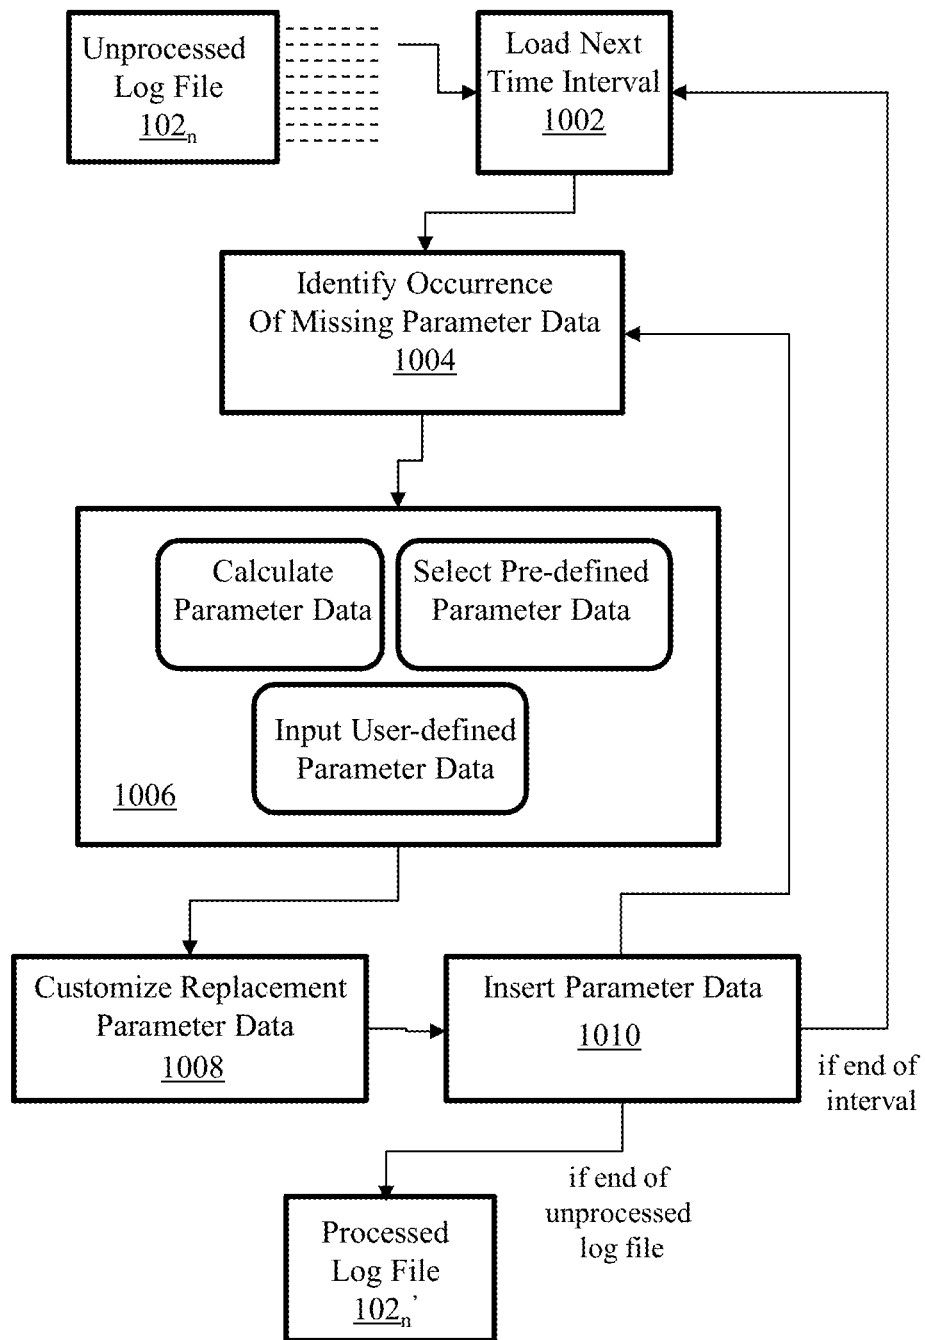 Unprocessed
Log File
102n
Load Next
Time Interval
1002
Identify Occurrence
Of Missing Parameter Data
1004
Calculate
Parameter Data
Select Pre-defined
Parameter Data
Input User-defined
Parameter Data
1006
Customize Replacement
Parameter Data
1008
Insert Parameter Data
1010
if end of
interval
if end of
unprocessed
log file
Processed
Log File
102n'